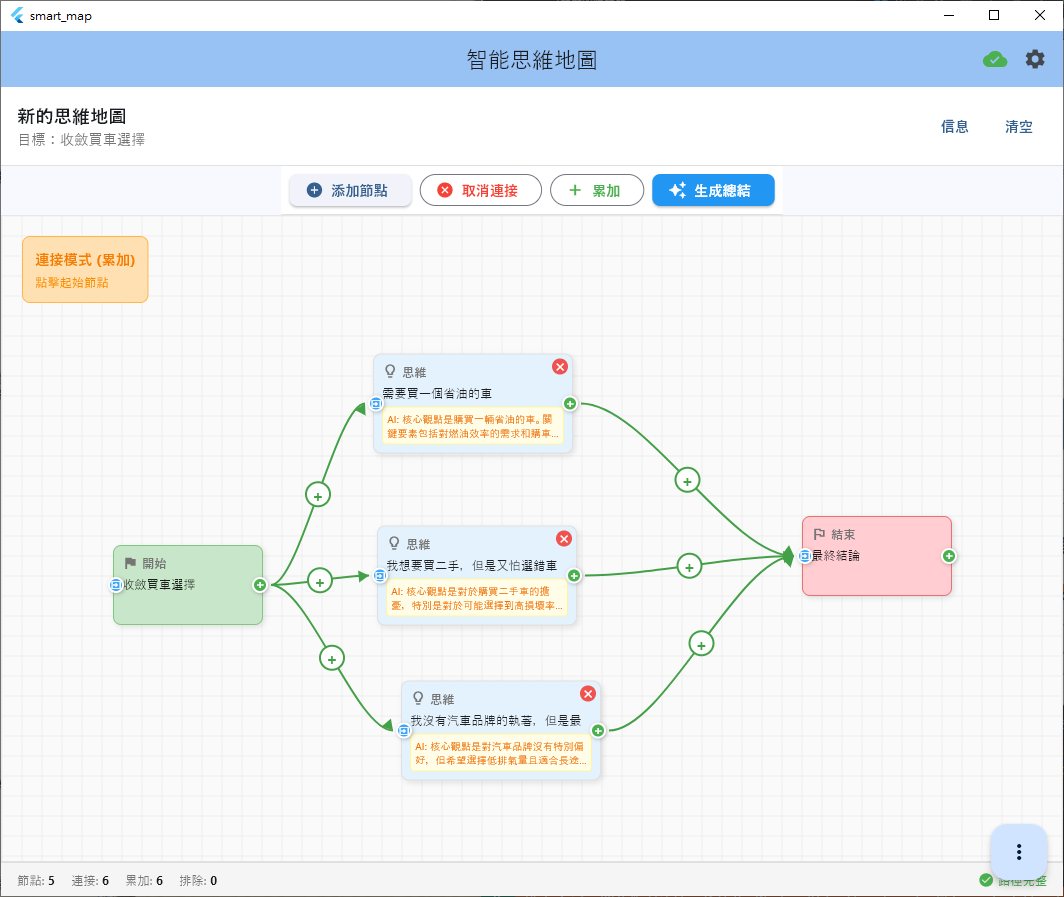 smart_map
智能思維地圖
新的思維地圖
目標：收斂買車選擇
信息
清空
添加節點
取消連接
累加
生成總結
連接模式 (累加)
點擊起始節點
思維
需要買一個省油的車
AI: 核心觀點是購買一輛省油的車。關
鍵要素包括對燃油效率的需求和購車...
開始
收斂買車選擇
思維
我想要買二手，但是又怕選錯車
AI: 核心觀點是對於購買二手車的擔
憂，特別是對於可能選擇到高損壞率...
結束
最終結論
思維
我沒有汽車品牌的執著，但是最
AI: 核心觀點是對汽車品牌沒有特別偏
好，但希望選擇低排氣量且適合長途...
節點: 5
連接: 6
累加: 6
排除: 0
路徑完整